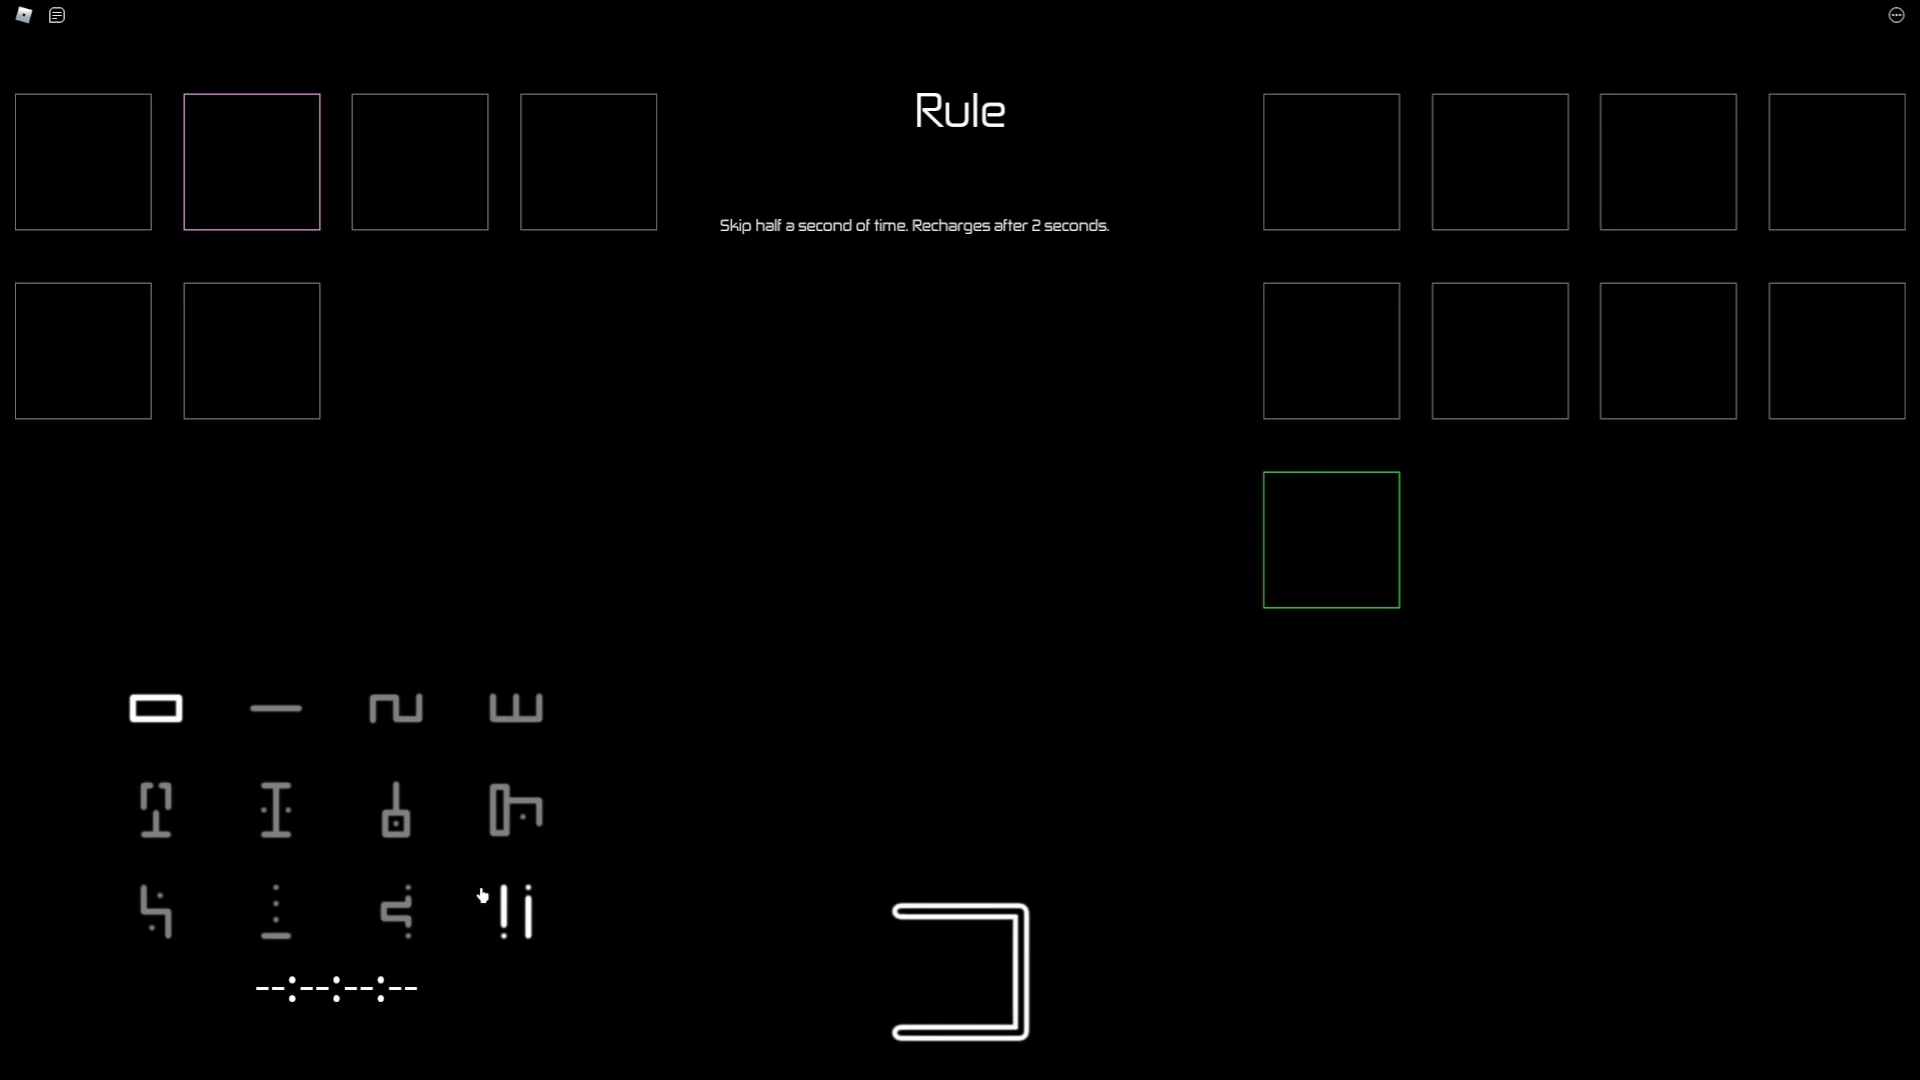 Rule
Skip half a second of time. Recharges after 2 seconds.
--:--:--:--